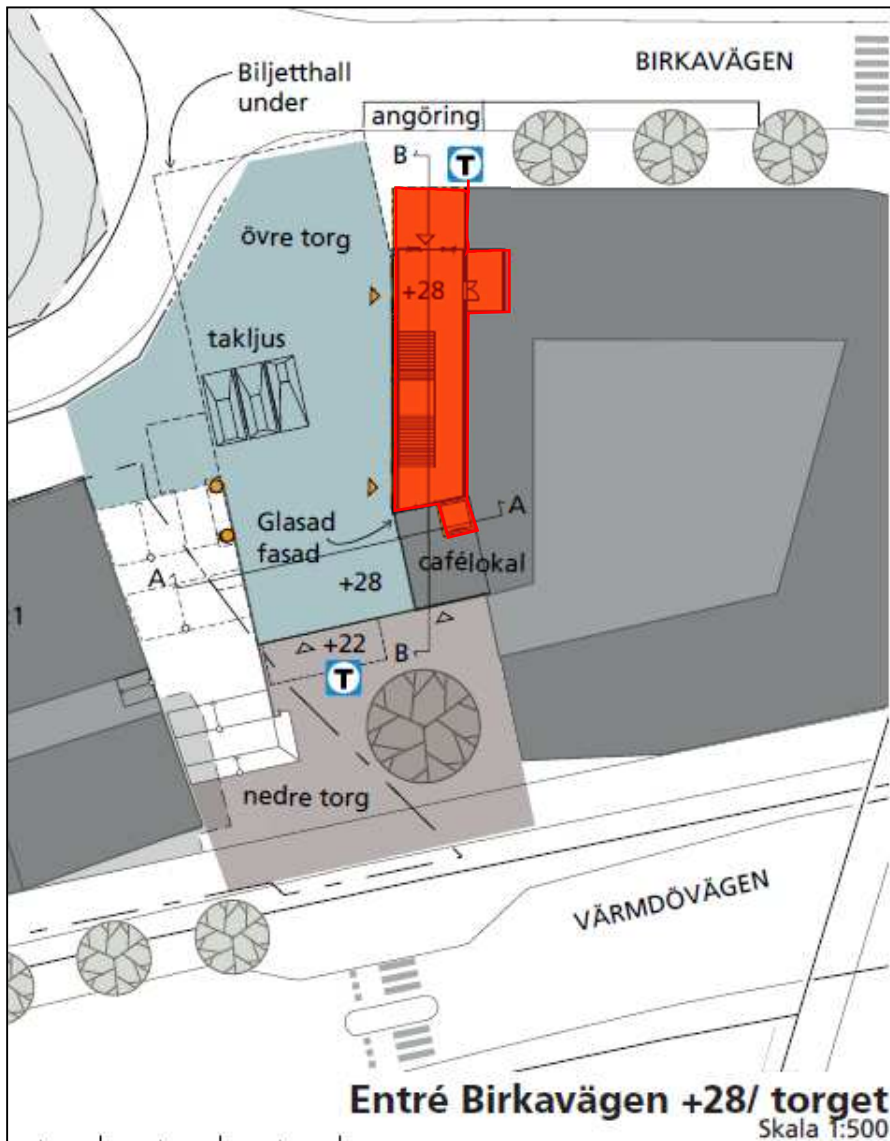 BIRKAVÄGEN
Biljetthall
under
angöring
B
T
övre torg
+28
takljus
A
Glasad
fasad
cafélokal
A
+28
1
+22
B
T
nedre torg
VÄRMDÖVÄGEN
Entré Birkavägen +28/ torget
Skala 1:500